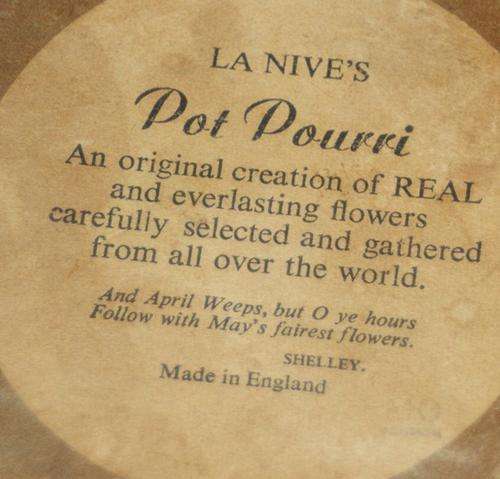 LA NIVE'S
Pot Pourri
An original creation of REAL
and everlasting flowers
carefully selected and gathered
from all over the world.
And April Weeps, but O ye hours
Follow with May's fairest flowers.
SHELLEY.
Made in England